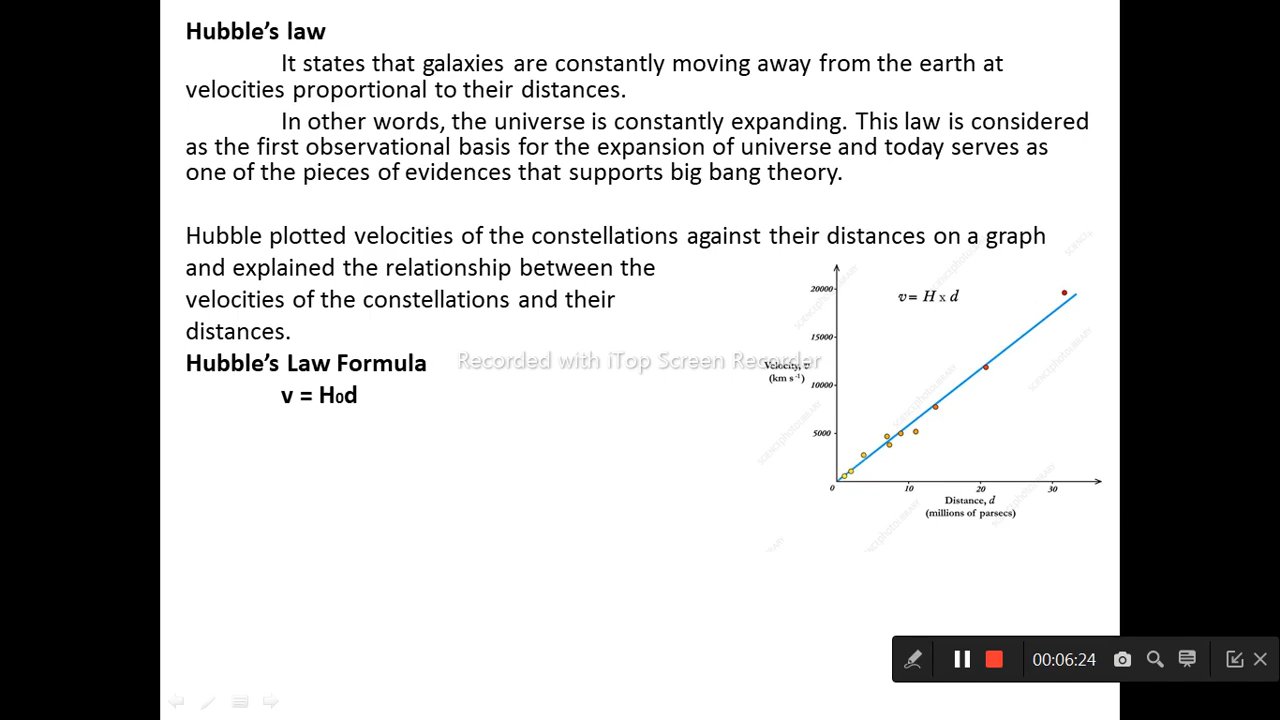 Hubble’s law
It states that galaxies are constantly moving away from the earth at
velocities proportional to their distances.
In other words, the universe is constantly expanding. This law is considered
as the first observational basis for the expansion of universe and today serves as
one of the pieces of evidences that supports big bang theory.
Hubble plotted velocities of the constellations against their distances on a graph
and explained the relationship between the
velocities of the constellations and their
distances.
Hubble’s Law Formula
v = H₀d
Recorded with iTop Screen Recorder
v = H x d
20000
15000
Velocity, v
(km s⁻¹)
10000
5000
0
10
20
30
Distance, d
(millions of parsecs)
00:06:24